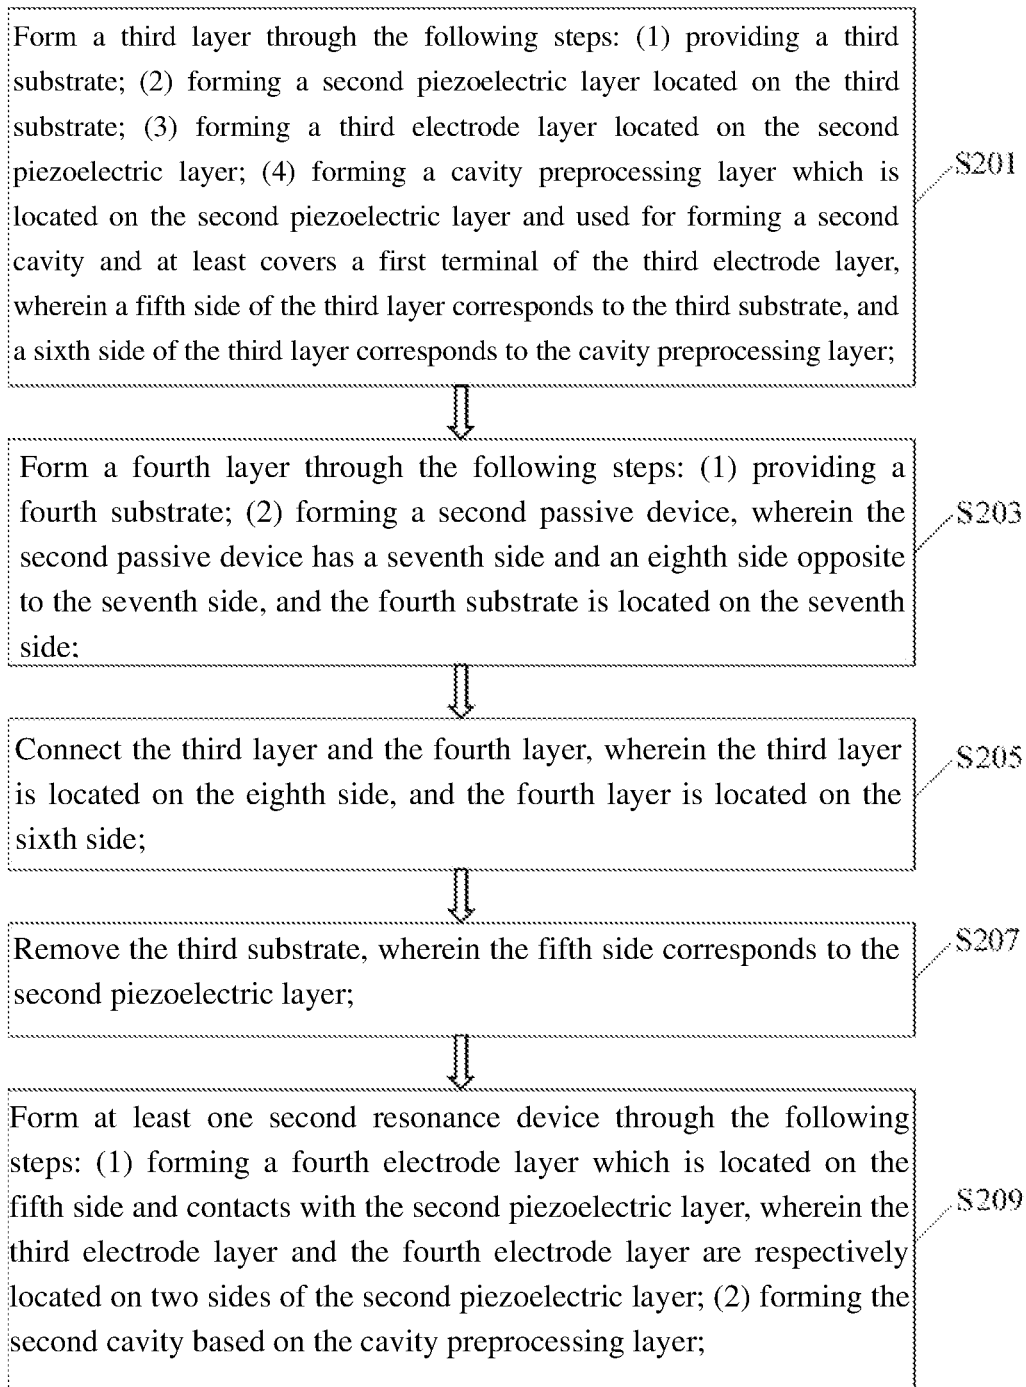 Form a third layer through the following steps: (1) providing a third
substrate; (2) forming a second piezoelectric layer located on the third
substrate; (3) forming a third electrode layer located on the second
piezoelectric layer; (4) forming a cavity preprocessing layer which is
located on the second piezoelectric layer and used for forming a second
cavity and at least covers a first terminal of the third electrode layer,
wherein a fifth side of the third layer corresponds to the third substrate, and
a sixth side of the third layer corresponds to the cavity preprocessing layer;
S201
Form a fourth layer through the following steps: (1) providing a
fourth substrate; (2) forming a second passive device, wherein the
second passive device has a seventh side and an eighth side opposite
to the seventh side, and the fourth substrate is located on the seventh
side;
S203
Connect the third layer and the fourth layer, wherein the third layer
is located on the eighth side, and the fourth layer is located on the
sixth side;
S205
Remove the third substrate, wherein the fifth side corresponds to the
second piezoelectric layer;
S207
Form at least one second resonance device through the following
steps: (1) forming a fourth electrode layer which is located on the
fifth side and contacts with the second piezoelectric layer, wherein the
third electrode layer and the fourth electrode layer are respectively
located on two sides of the second piezoelectric layer; (2) forming the
second cavity based on the cavity preprocessing layer;
S209